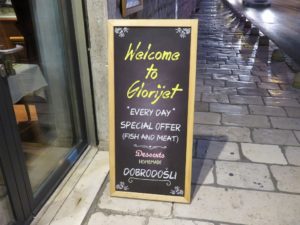 Welcome
to
Glorijet
"EVERY DAY"
SPECIAL OFFER
(FISH AND MEAT)
Desserts
HOMEMADE
DOBRODOŠLI